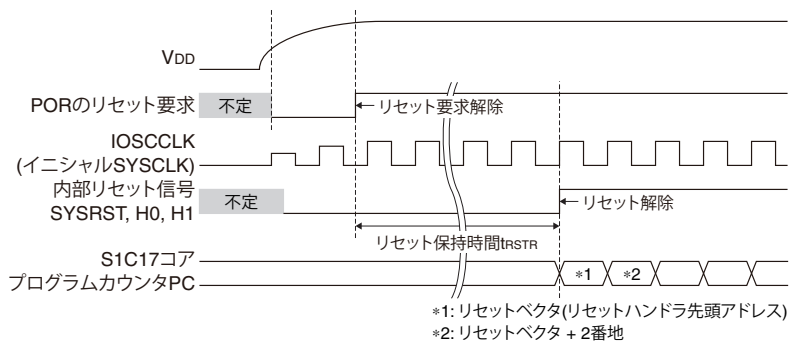 VDD
PORのリセット要求
不定
リセット要求解除
IOSCCLK
(イニシャルSYSCLK)
内部リセット信号
SYSRST, H0, H1
不定
リセット解除
リセット保持時間tRSTR
S1C17コア
プログラムカウンタPC
*1
*2
*1: リセットベクタ(リセットハンドラ先頭アドレス)
*2: リセットベクタ + 2番地